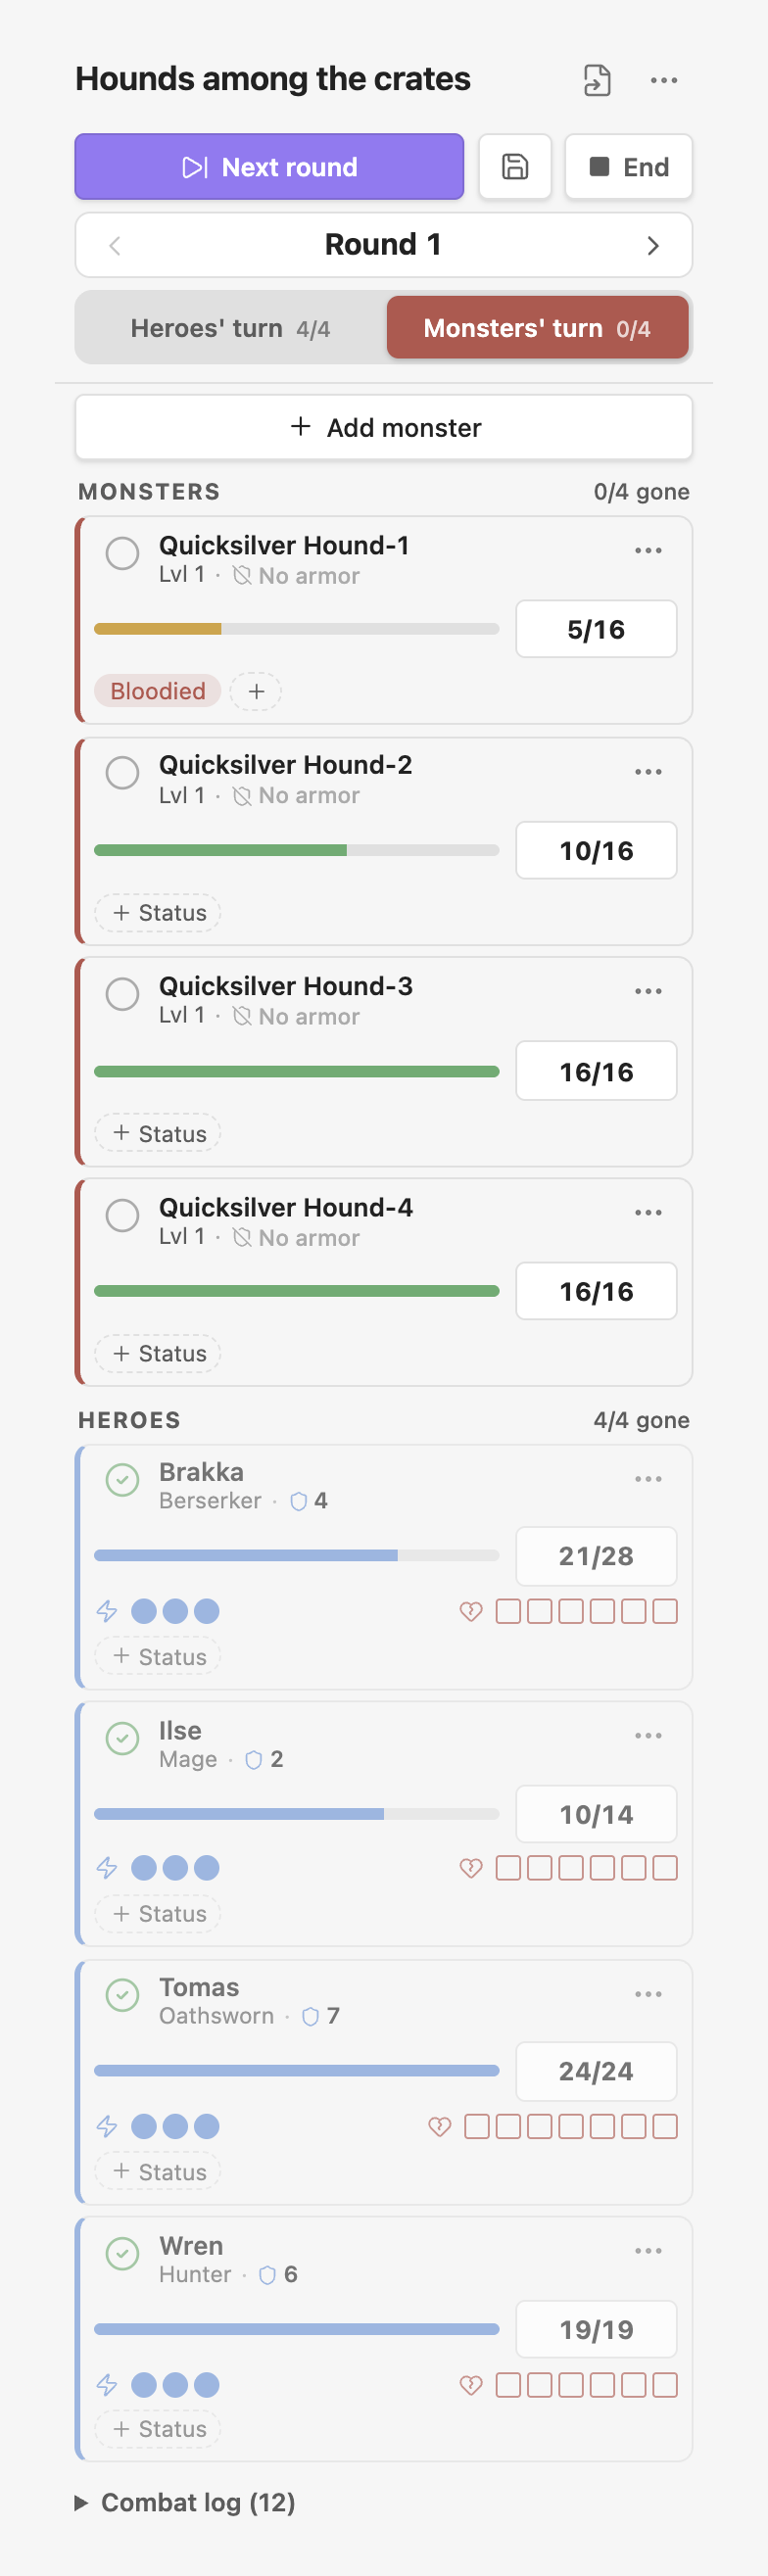 Hounds among the crates
Next round
End
Round 1
Heroes' turn 4/4
Monsters' turn 0/4
+ Add monster
MONSTERS 0/4 gone
Quicksilver Hound-1
Lvl 1 · No armor
5/16
Bloodied +
Quicksilver Hound-2
Lvl 1 · No armor
10/16
+ Status
Quicksilver Hound-3
Lvl 1 · No armor
16/16
+ Status
Quicksilver Hound-4
Lvl 1 · No armor
16/16
+ Status
HEROES 4/4 gone
Brakka
Berserker · 4
21/28
+ Status
Ilse
Mage · 2
10/14
+ Status
Tomas
Oathsworn · 7
24/24
+ Status
Wren
Hunter · 6
19/19
+ Status
Combat log (12)